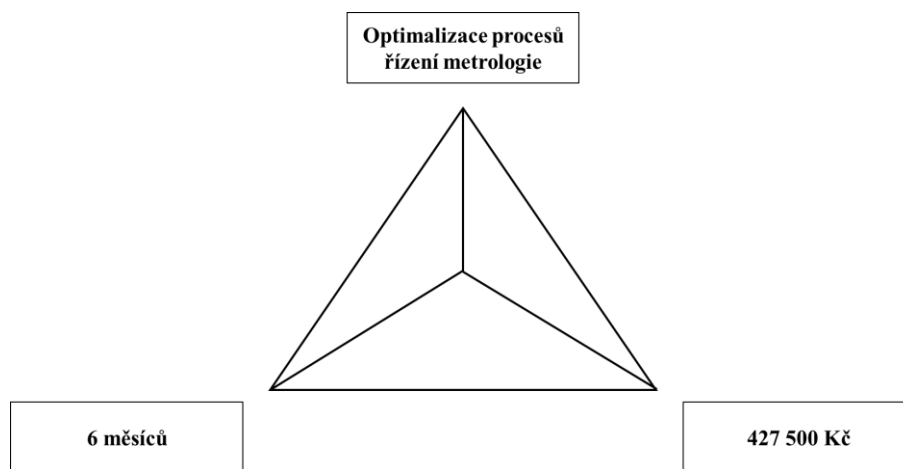 Optimalizace procesů
řízení metrologie
6 měsíců
427 500 Kč